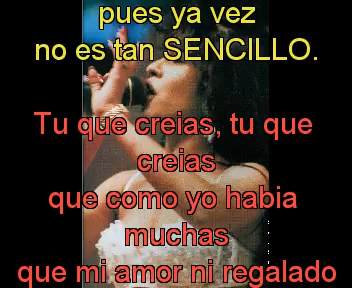 pues ya vez
no es tan SENCILLO.
Tu que creias, tu que
creias
que como yo habia
muchas
que mi amor ni regalado